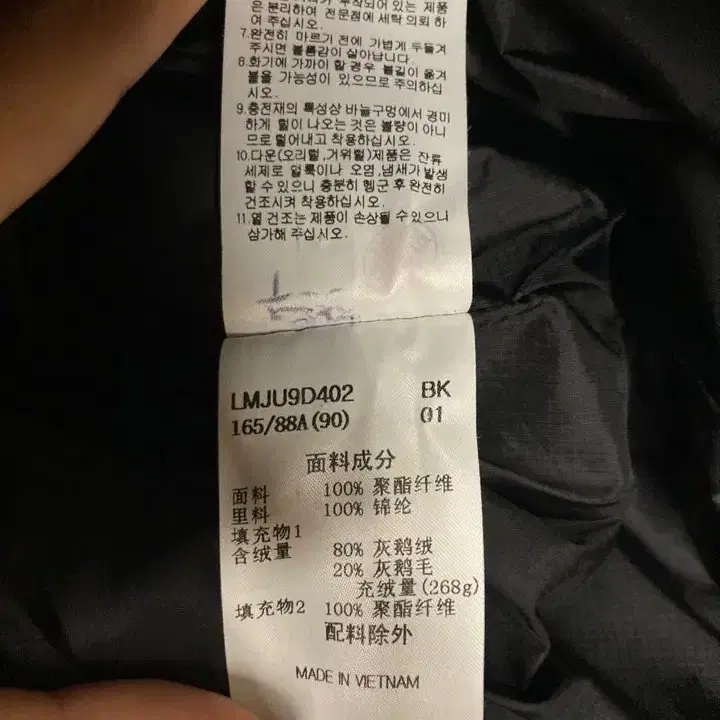 부착되어 있는 제품
은 분리하여 전문점에 세탁 의뢰 하
여 주십시오.
7.완전히 마르기 전에 가볍게 두들겨
주시면 볼륨감이 살아납니다.
8.화기에 가까이 할 경우 불길이 옮겨
붙을 가능성이 있으므로 주의하십
시오.
9.충전재의 특성상 바늘구멍에서 경미
하게 털이 나오는 것은 불량이 아니
므로 털어내고 착용하십시오.
10.다운(오리털,거위털)제품은 잔류
세제로 얼룩이나 오염,냄새가 발생
할 수 있으니 충분히 헹군 후 완전히
건조시켜 착용하십시오.
11.열 건조는 제품이 손상될 수 있으니
삼가해 주십시오.
LMJU9D402 BK
165/88A(90) 01
面料成分
面料 100% 聚酯纤维
里料 100% 锦纶
填充物1
含绒量 80% 灰鹅绒
20% 灰鹅毛
充绒量(268g)
填充物2 100% 聚酯纤维
配料除外
MADE IN VIETNAM